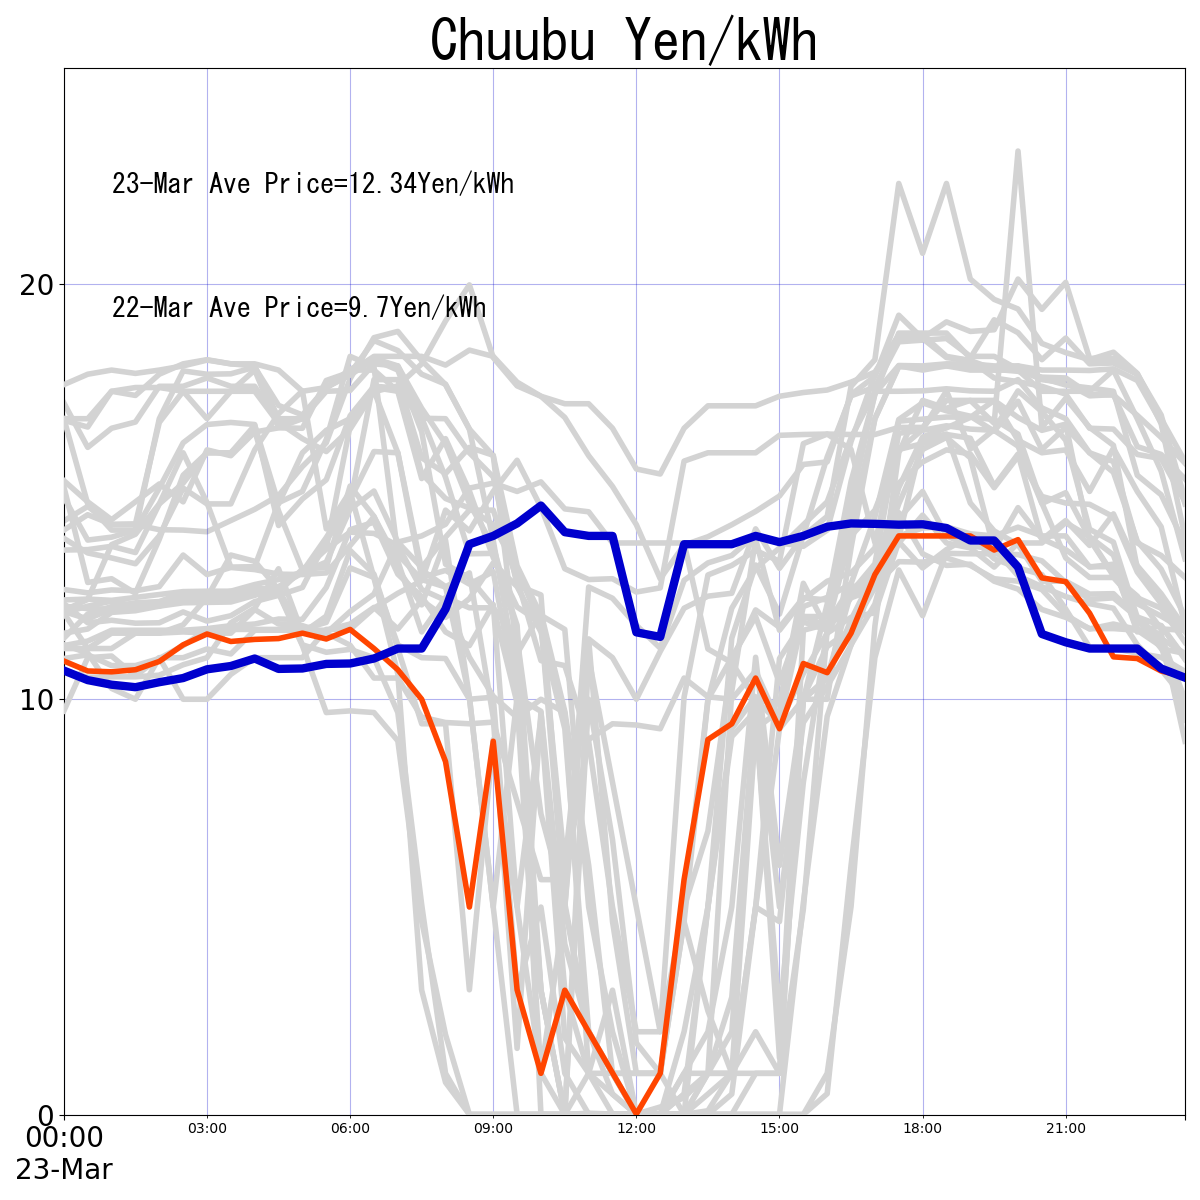 Chuubu Yen/kWh
23-Mar Ave Price=12.34Yen/kWh
22-Mar Ave Price=9.7Yen/kWh
20
10
0
00:00 03:00 06:00 09:00 12:00 15:00 18:00 21:00
23-Mar